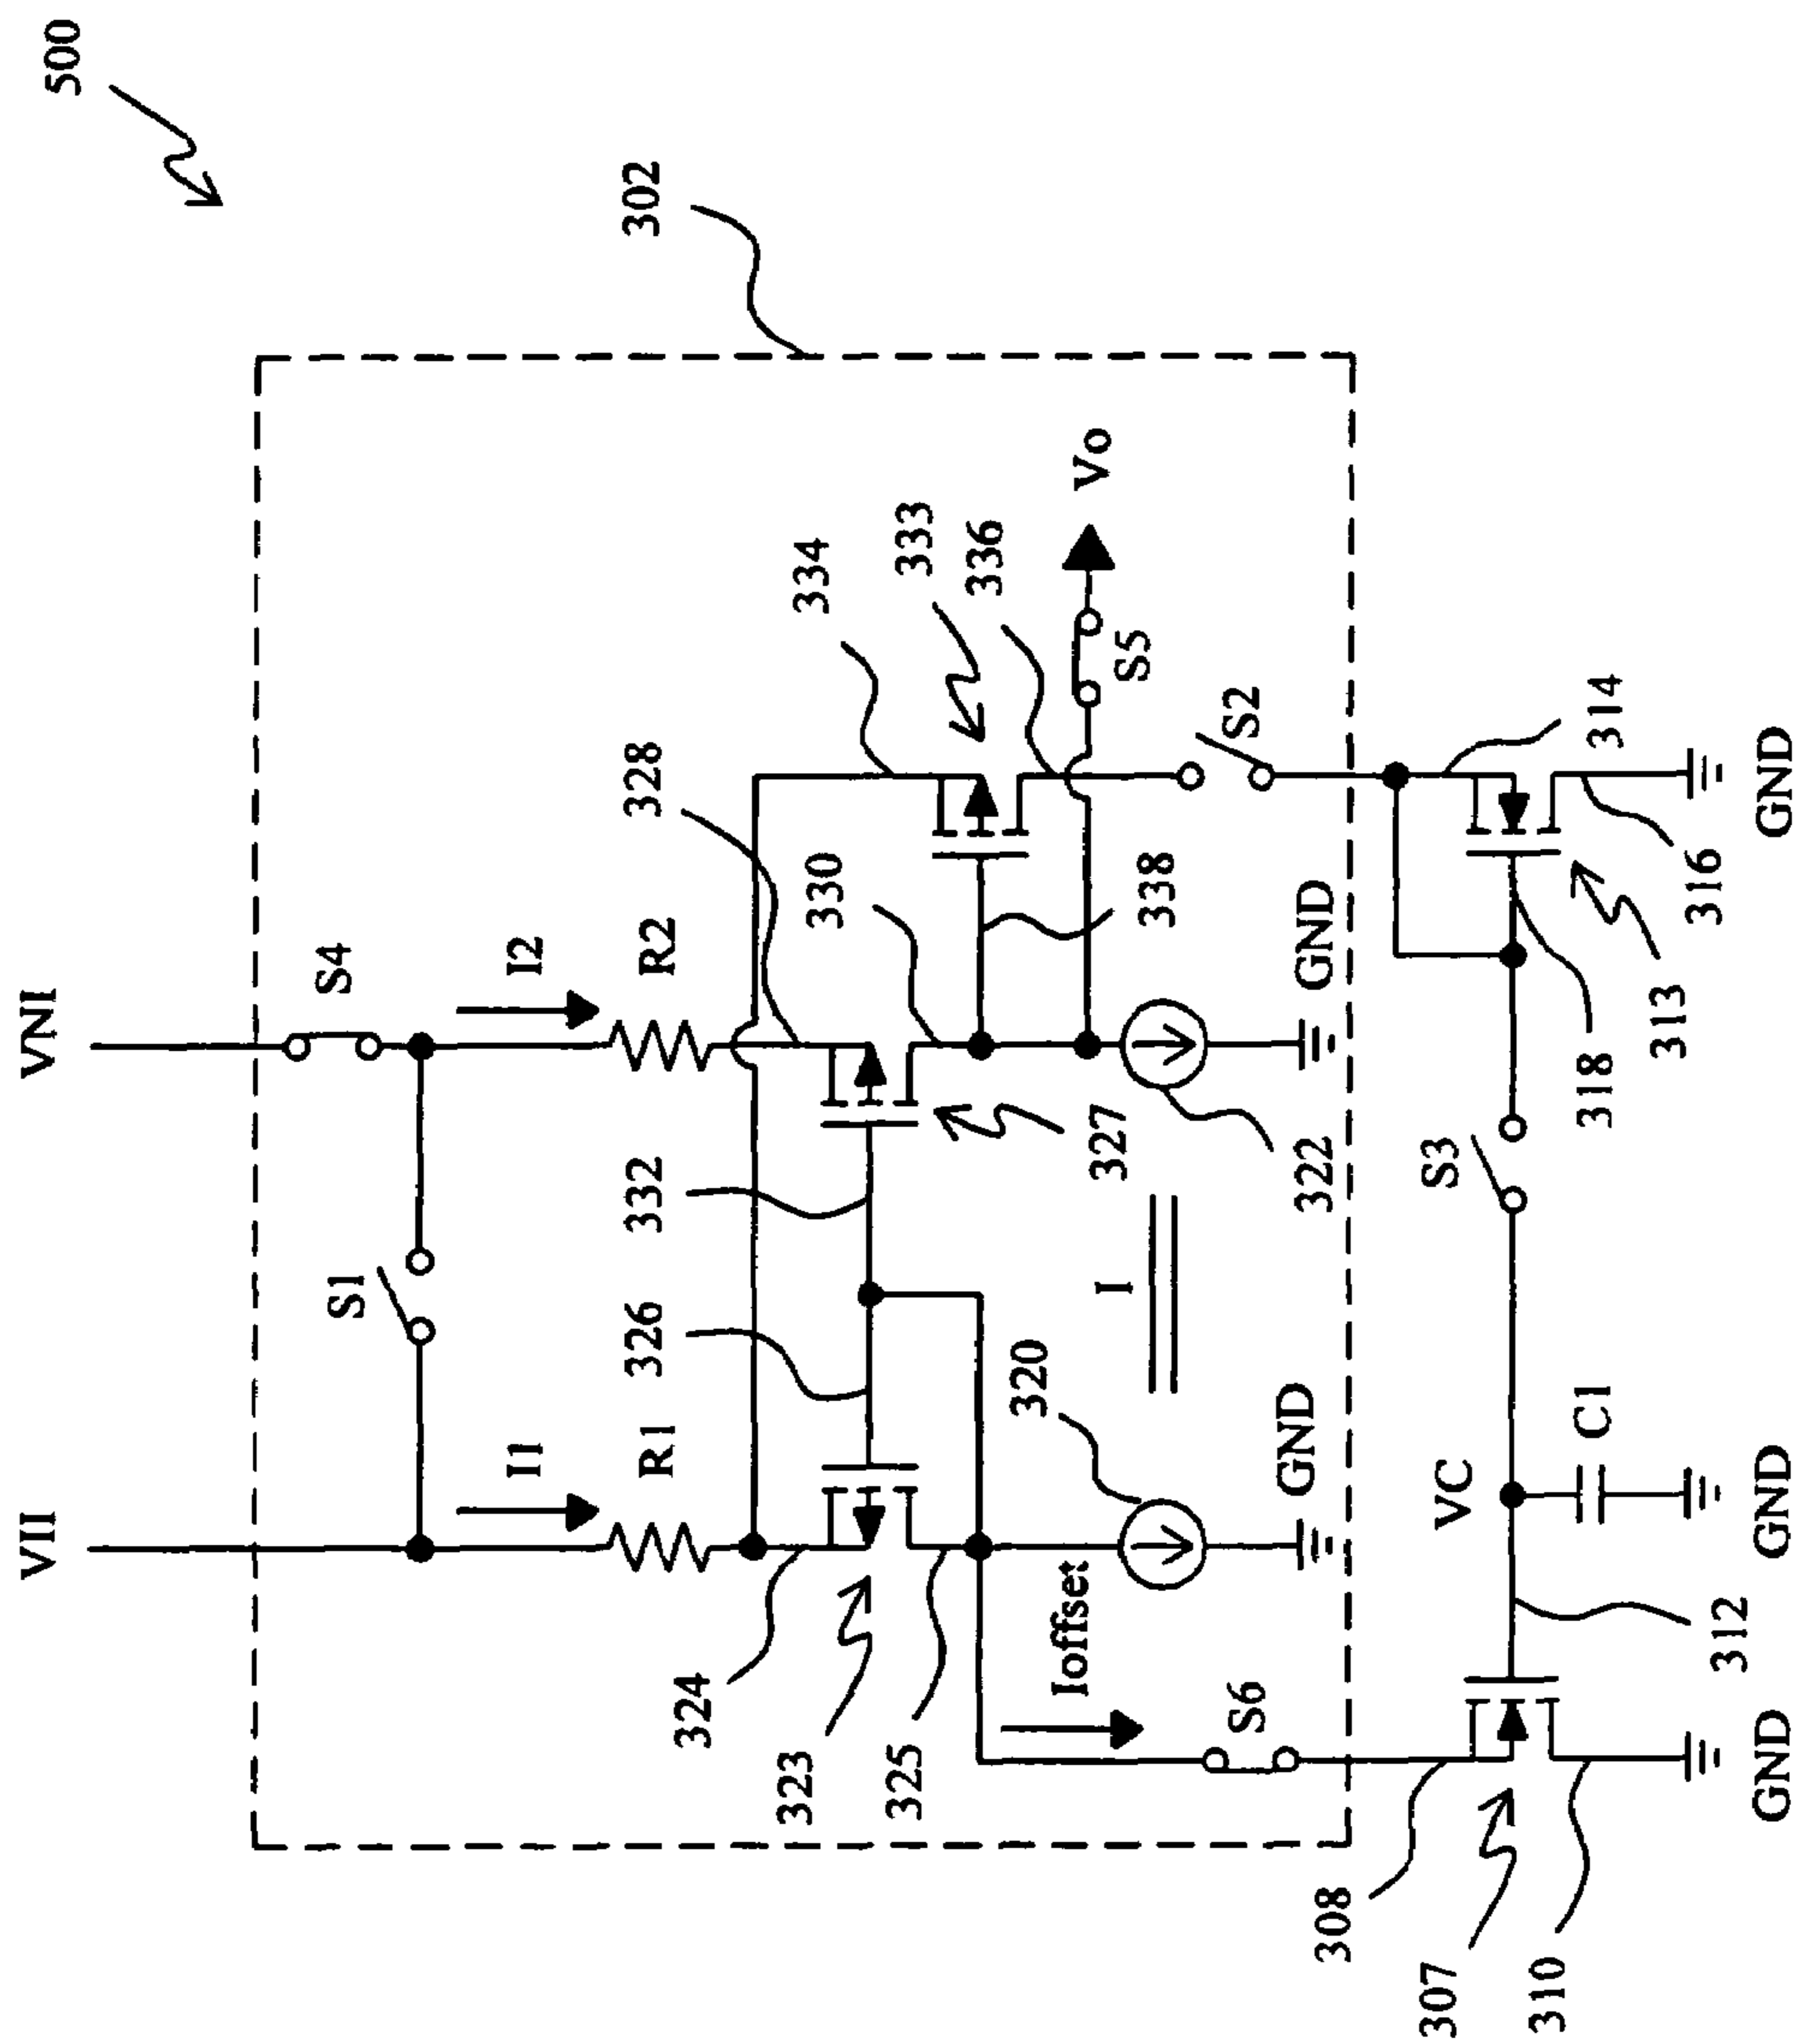 500
302
VNI
S4
I2
R2
328
334
333
336
Vo
S5
S2
330
338
GND
327
322
332
326
S1
VII
I1
R1
I
320
GND
324
323
325
Ioffset
S6
314
316
GND
318
313
S3
VC
C1
GND
312
GND
308
307
310